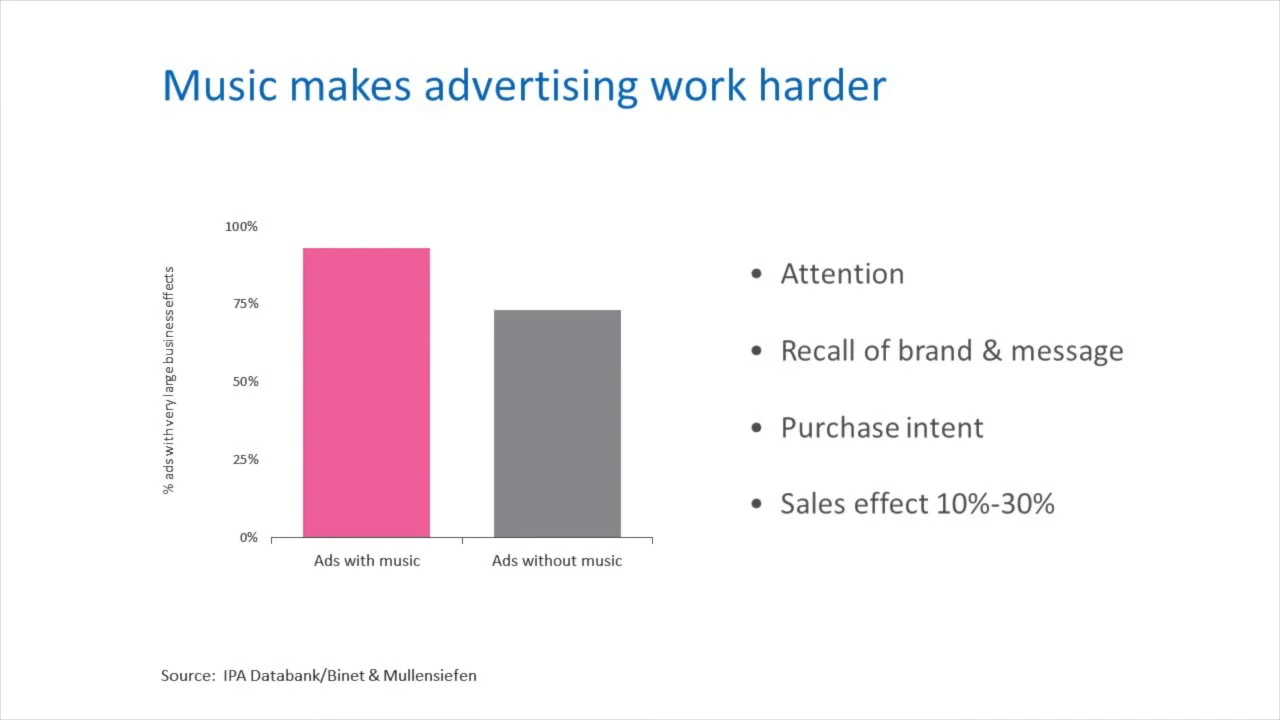 Music makes advertising work harder
% ads with very large business effects
100%
75%
50%
25%
0%
Ads with music
Ads without music
• Attention
• Recall of brand & message
• Purchase intent
• Sales effect 10%-30%
Source: IPA Databank/Binet & Mullensiefen